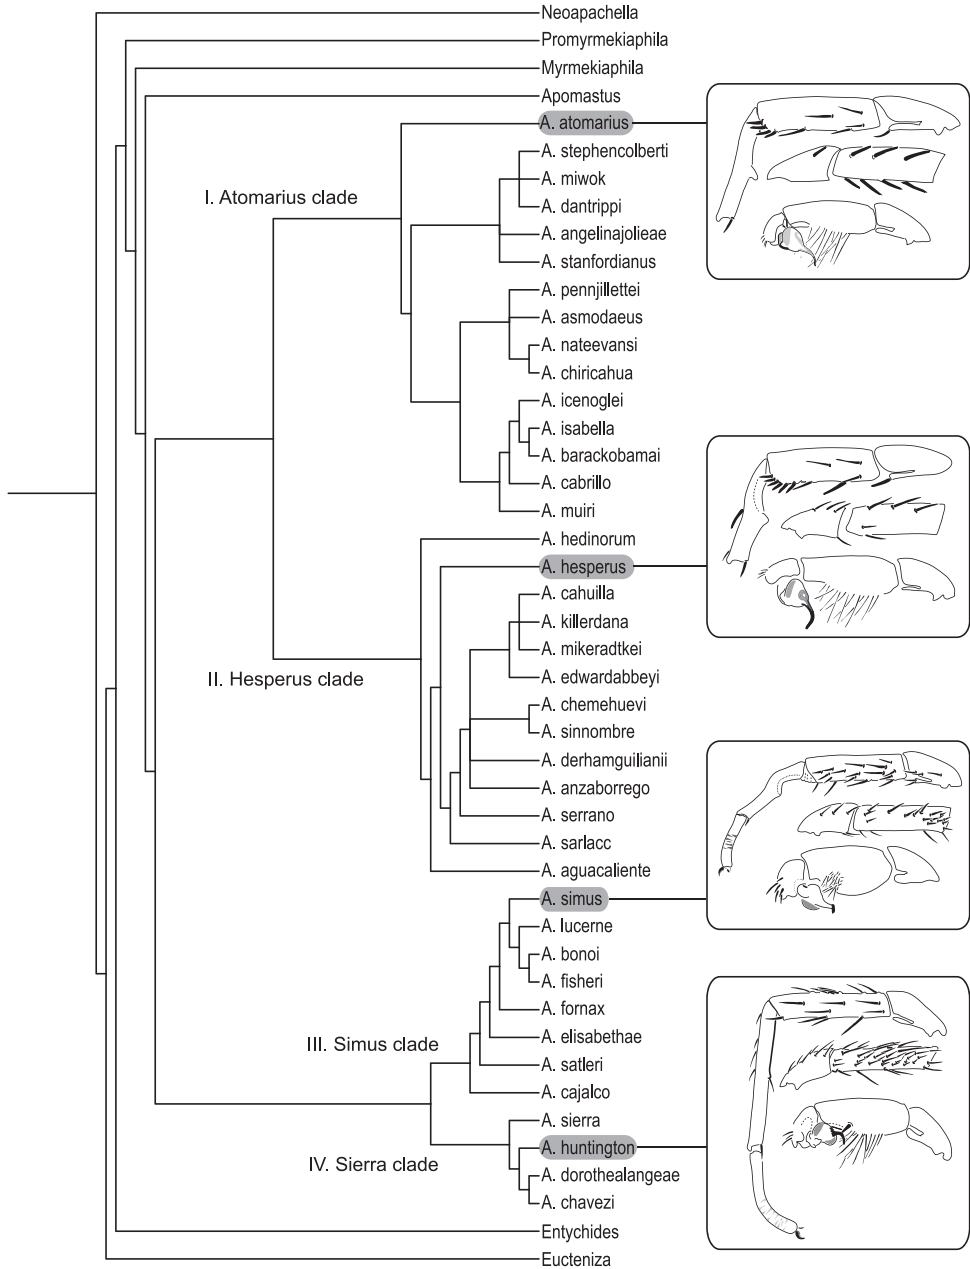 Neoapachella
Promyrmekiaphila
Myrmekiaphila
Apomastus
A. atomarius
A. stephencolberti
A. miwok
I. Atomarius clade
A. dantrippi
A. angelinajolieae
A. stanfordianus
A. pennjillettei
A. asmodaeus
A. nateevansi
A. chiricahua
A. icenoglei
A. isabella
A. barackobamai
A. cabrillo
A. muiri
A. hedinorum
A. hesperus
A. cahuilla
A. killerdana
A. mikeradtkei
II. Hesperus clade
A. edwardabbeyi
A. chemehuevi
A. sinnombre
A. derhamguilianii
A. anzaborrego
A. serrano
A. sarlacc
A. aguacaliente
A. simus
A. lucerne
A. bonoi
A. fisheri
A. fornax
A. elisabethae
III. Simus clade
A. satleri
A. cajalco
A. sierra
A. huntington
IV. Sierra clade
A. dorothealangeae
A. chavezi
Entychides
Eucteniza